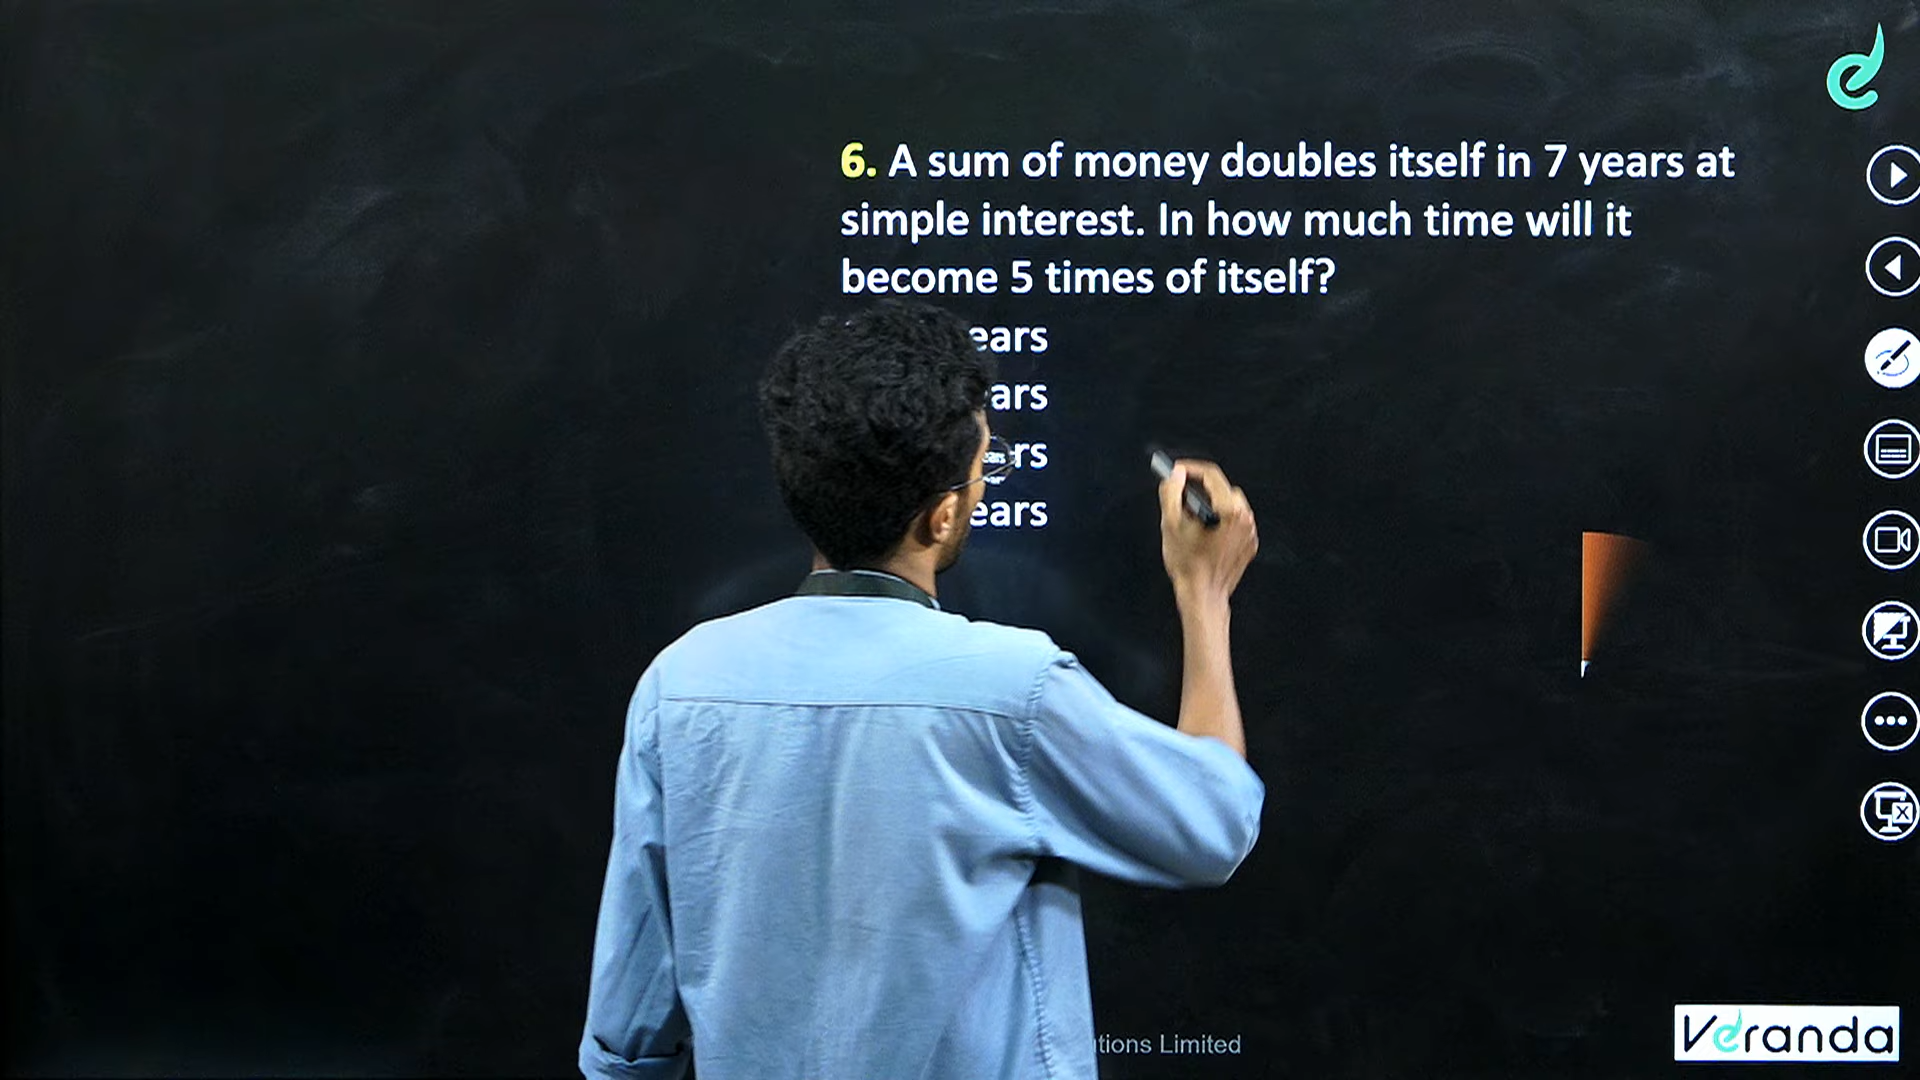 6. A sum of money doubles itself in 7 years at
simple interest. In how much time will it
become 5 times of itself?
ears
ars
rs
ears
Limited
Veranda